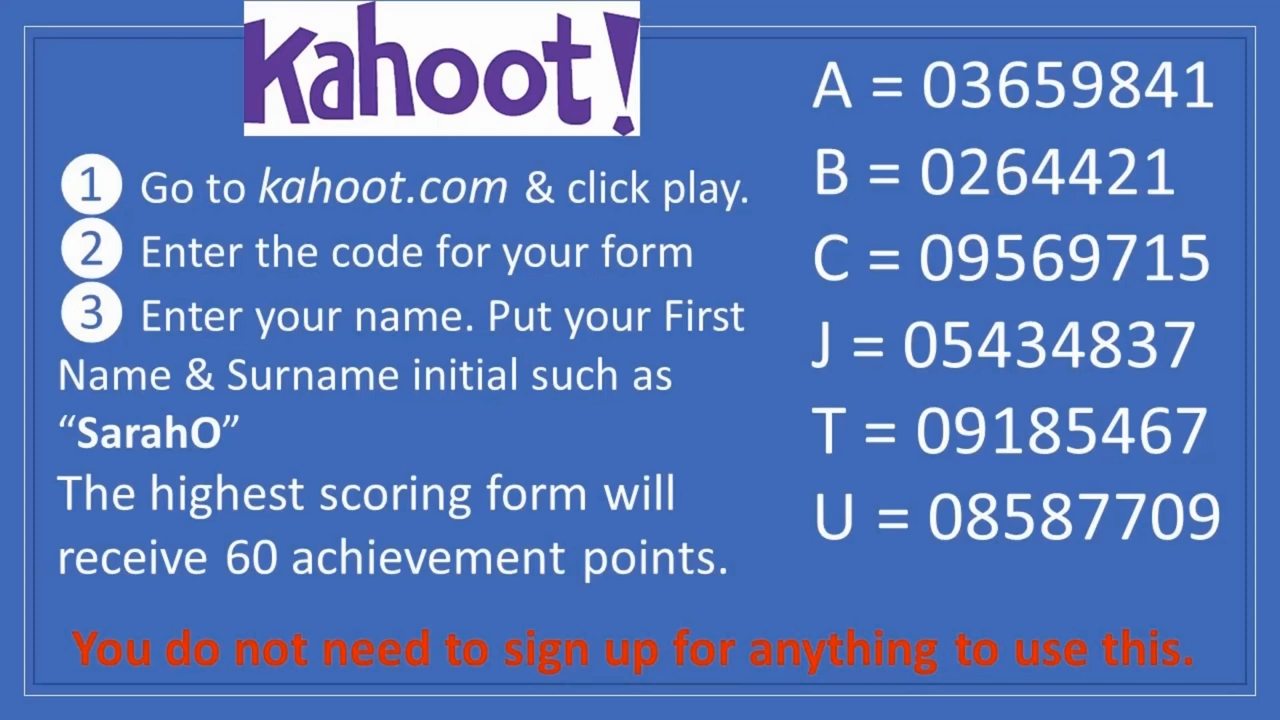 Kahoot!
1 Go to kahoot.com & click play.
2 Enter the code for your form
3 Enter your name. Put your First
Name & Surname initial such as
“SarahO”
The highest scoring form will
receive 60 achievement points.
A = 03659841
B = 0264421
C = 09569715
J = 05434837
T = 09185467
U = 08587709
You do not need to sign up for anything to use this.